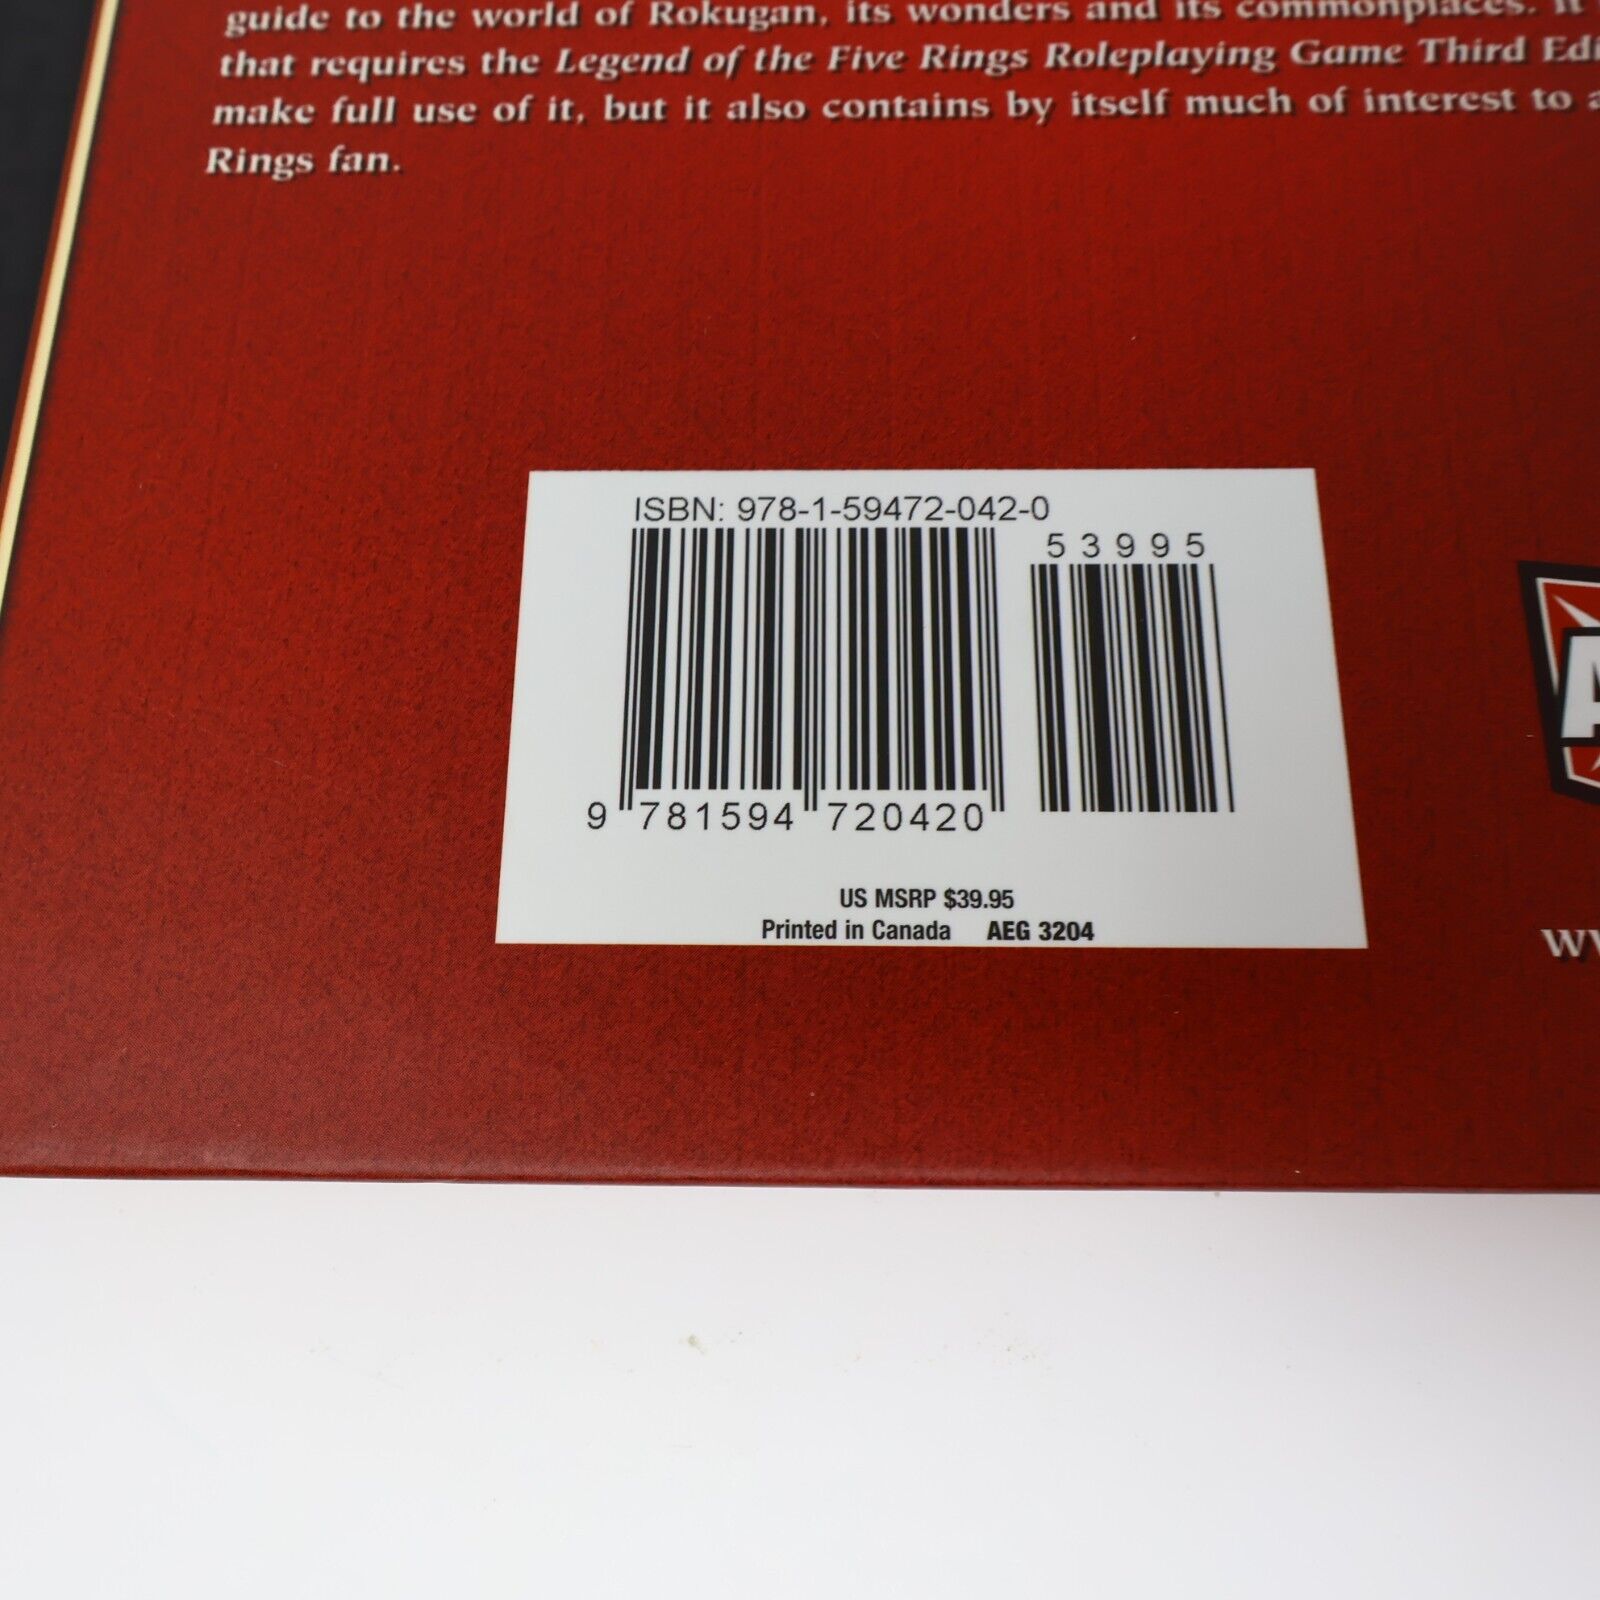 guide to the world of Rokugan, its wonders and its commonplaces. It
that requires the Legend of the Five Rings Roleplaying Game Third Edi
make full use of it, but it also contains by itself much of interest to a
Rings fan.
ISBN: 978-1-59472-042-0
53995
9 781594 720420
US MSRP $39.95
Printed in Canada AEG 3204
A